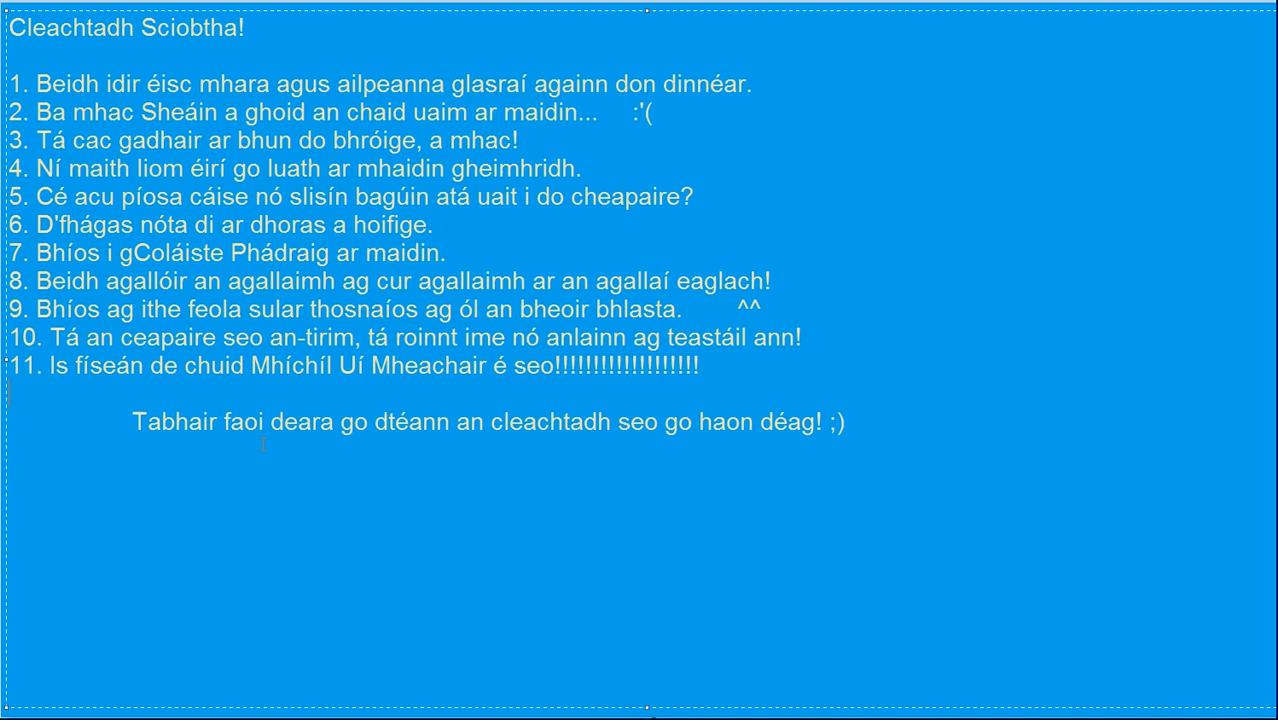 Cleachtadh Sciobtha!
1. Beidh idir éisc mhara agus ailpeanna glasraí againn don dinnéar.
2. Ba mhac Sheáin a ghoid an chaid uaim ar maidin... :'(
3. Tá cac gadhair ar bhun do bhróige, a mhac!
4. Ní maith liom éirí go luath ar mhaidin gheimhridh.
5. Cé acu píosa cáise nó slisín bagúin atá uait i do cheapaire?
6. D'fhágas nóta di ar dhoras a hoifige.
7. Bhíos i gColáiste Phádraig ar maidin.
8. Beidh agallóir an agallaimh ag cur agallaimh ar an agallaí eaglach!
9. Bhíos ag ithe feola sular thosnaíos ag ól an bheoir bhlasta. ^^
10. Tá an ceapaire seo an-tirim, tá roinnt ime nó anlainn ag teastáil ann!
11. Is físeán de chuid Mhíchíl Uí Mheachair é seo!!!!!!!!!!!!!!!!!!!
Tabhair faoi deara go dtéann an cleachtadh seo go haon déag! ;)